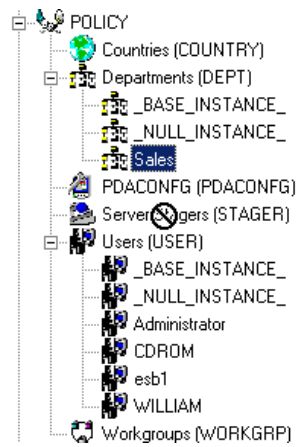 POLICY
Countries (COUNTRY)
Departments (DEPT)
_BASE_INSTANCE_
_NULL_INSTANCE_
Sales
PDACONFG (PDACONFG)
Server gers (STAGER)
Users (USER)
_BASE_INSTANCE_
_NULL_INSTANCE_
Administrator
CDROM
esb1
WILLIAM
Workgroups (WORKGRP)